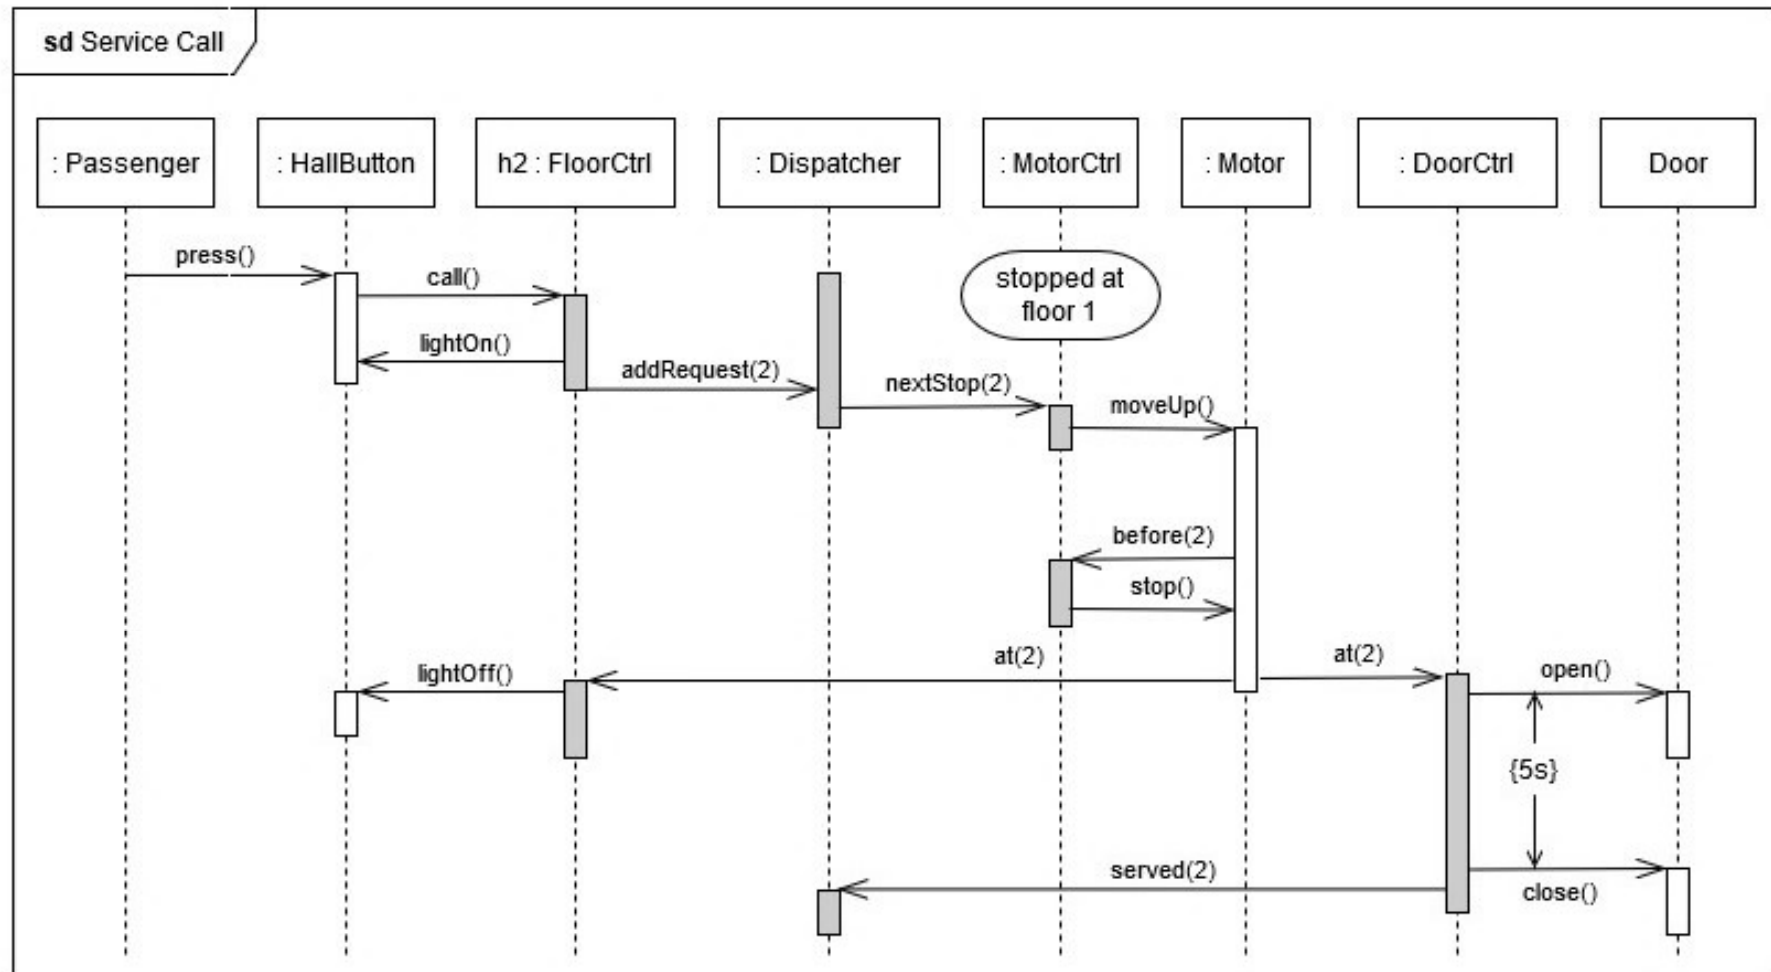 sd Service Call
: Passenger
: HallButton
h2 : FloorCtrl
: Dispatcher
: MotorCtrl
: Motor
: DoorCtrl
Door
press()
call()
stopped at
floor 1
lightOn()
addRequest(2)
nextStop(2)
moveUp()
before(2)
stop()
at(2)
at(2)
lightOff()
open()
{5s}
served(2)
close()